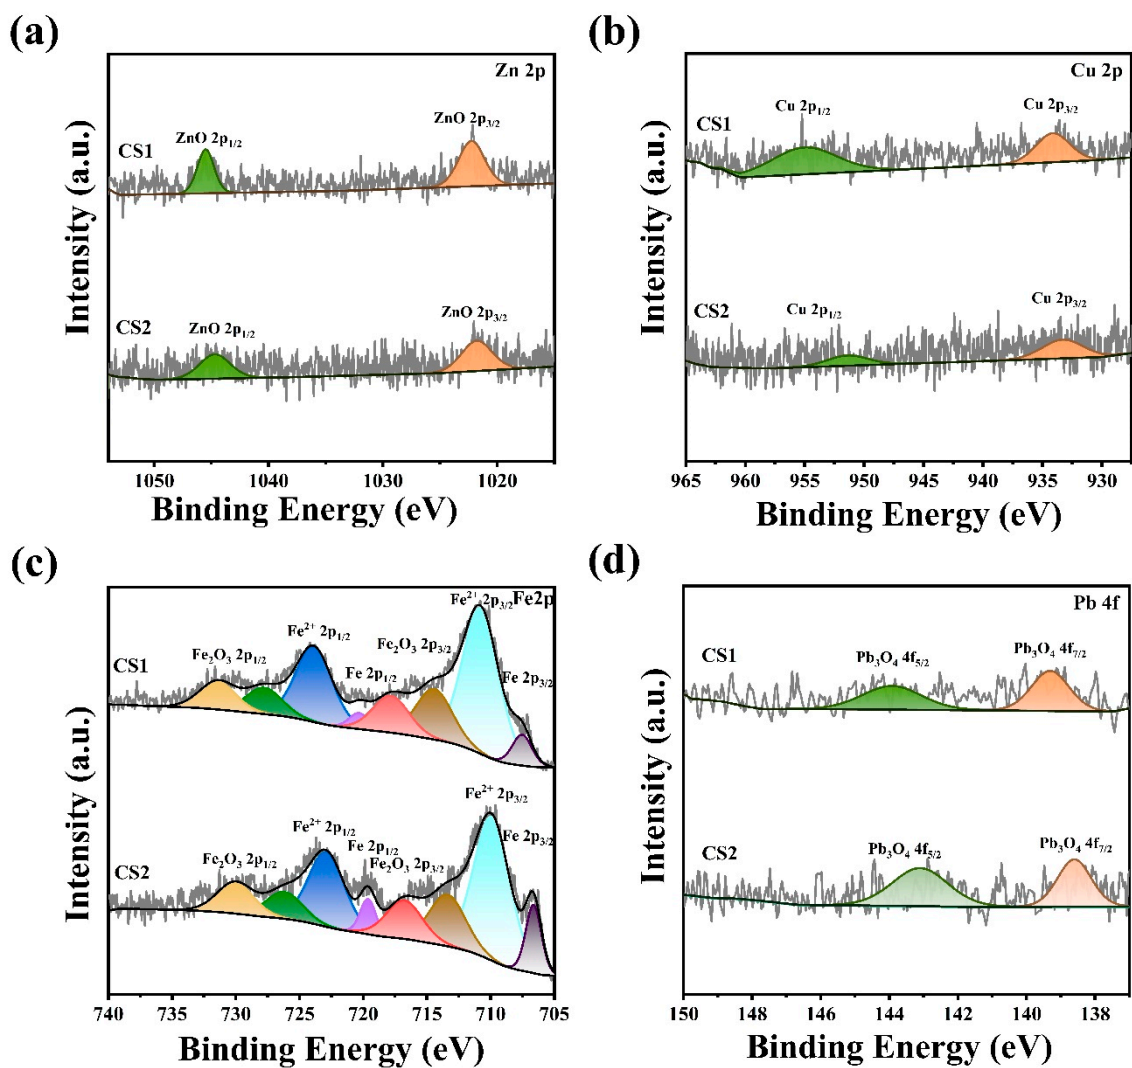 (a)
Zn 2p
ZnO 2p3/2
ZnO 2p1/2
CS1
ZnO 2p3/2
CS2
ZnO 2p1/2
Intensity (a.u.)
1050 1040 1030 1020
Binding Energy (eV)
(b)
Cu 2p
Cu 2p1/2
Cu 2p3/2
CS1
CS2
Cu 2p1/2
Cu 2p3/2
Intensity (a.u.)
965 960 955 950 945 940 935 930
Binding Energy (eV)
(c)
Fe2+ 2p3/2
Fe2p
Fe2+ 2p1/2
Fe2O3 2p3/2
Fe2O3 2p1/2
CS1
Fe 2p1/2
Fe 2p3/2
Fe2+ 2p3/2
Fe2+ 2p1/2
Fe 2p3/2
Fe 2p1/2
CS2
Fe2O3 2p1/2
Fe2O3 2p3/2
Intensity (a.u.)
740 735 730 725 720 715 710 705
Binding Energy (eV)
(d)
Pb 4f
CS1
Pb3O4 4f5/2
Pb3O4 4f7/2
CS2
Pb3O4 4f5/2
Pb3O4 4f7/2
Intensity (a.u.)
150 148 146 144 142 140 138
Binding Energy (eV)